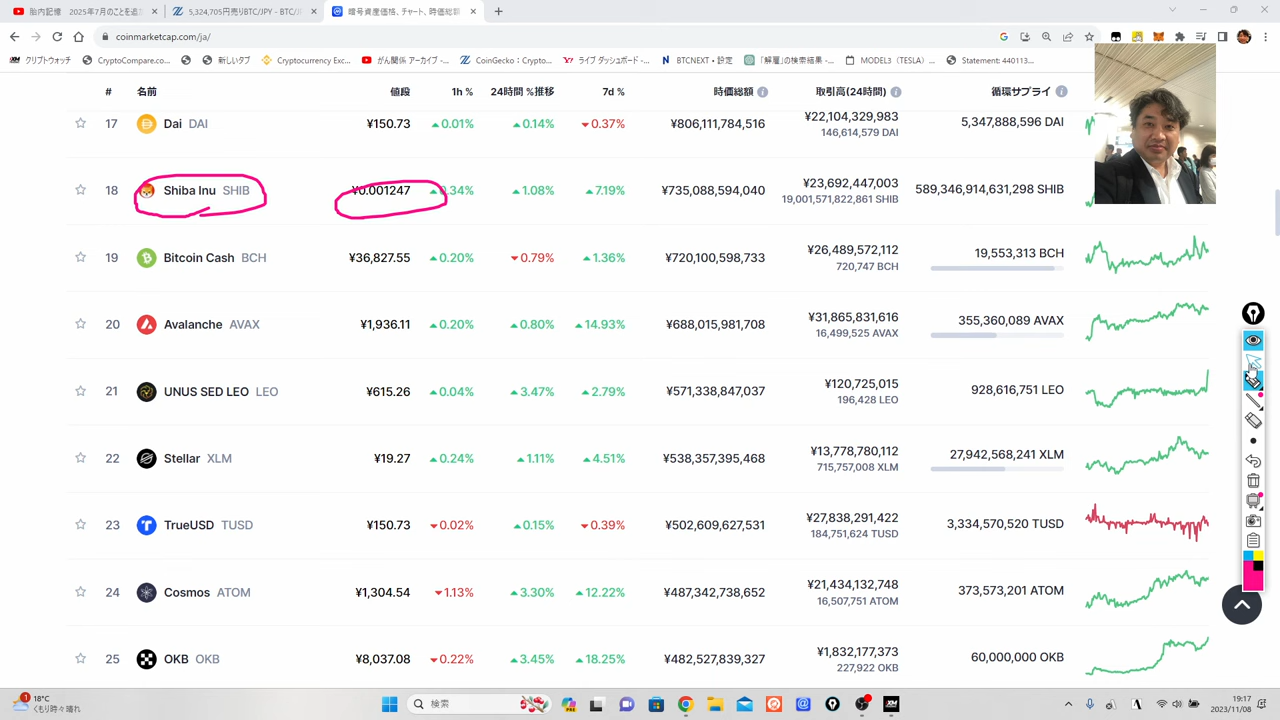 胎内記憶 2025年7月のことを追加
5,324,705円売りBTC/JPY - BTC/J
暗号資産価格、チャート、時価総額
coinmarketcap.com/ja/
クリプトウォッチ
CryptoCompare.co...
新しいタブ
Cryptocurrency Exc...
がん関係 アーカイブ -...
CoinGecko：Crypto...
ライブ ダッシュボード -...
BTCNEXT • 設定
「解雇」の検索結果 -...
MODEL3（TESLA）...
Statement: 440113...
# 名前 値段 1h % 24時間 %推移 7d % 時価総額 取引高(24時間) 循環サプライ
17 Dai DAI ¥150.73 0.01% 0.14% 0.37% ¥806,111,784,516 ¥22,104,329,983 5,347,888,596 DAI
146,614,579 DAI
18 Shiba Inu SHIB ¥0.001247 0.34% 1.08% 7.19% ¥735,088,594,040 ¥23,692,447,003 589,346,914,631,298 SHIB
19,001,571,822,861 SHIB
19 Bitcoin Cash BCH ¥36,827.55 0.20% 0.79% 1.36% ¥720,100,598,733 ¥26,489,572,112 19,553,313 BCH
720,747 BCH
20 Avalanche AVAX ¥1,936.11 0.20% 0.80% 14.93% ¥688,015,981,708 ¥31,865,831,616 355,360,089 AVAX
16,499,525 AVAX
21 UNUS SED LEO LEO ¥615.26 0.04% 3.47% 2.79% ¥571,338,847,037 ¥120,725,015 928,616,751 LEO
196,428 LEO
22 Stellar XLM ¥19.27 0.24% 1.11% 4.51% ¥538,357,395,468 ¥13,778,780,112 27,942,568,241 XLM
715,757,008 XLM
23 TrueUSD TUSD ¥150.73 0.02% 0.15% 0.39% ¥502,609,627,531 ¥27,838,291,422 3,334,570,520 TUSD
184,751,624 TUSD
24 Cosmos ATOM ¥1,304.54 1.13% 3.30% 12.22% ¥487,342,738,652 ¥21,434,132,748 373,573,201 ATOM
16,507,751 ATOM
25 OKB OKB ¥8,037.08 0.22% 3.45% 18.25% ¥482,527,839,327 ¥1,832,177,373 60,000,000 OKB
227,922 OKB
1
18°C
くもり時々晴れ
検索
A
19:17
2023/11/08